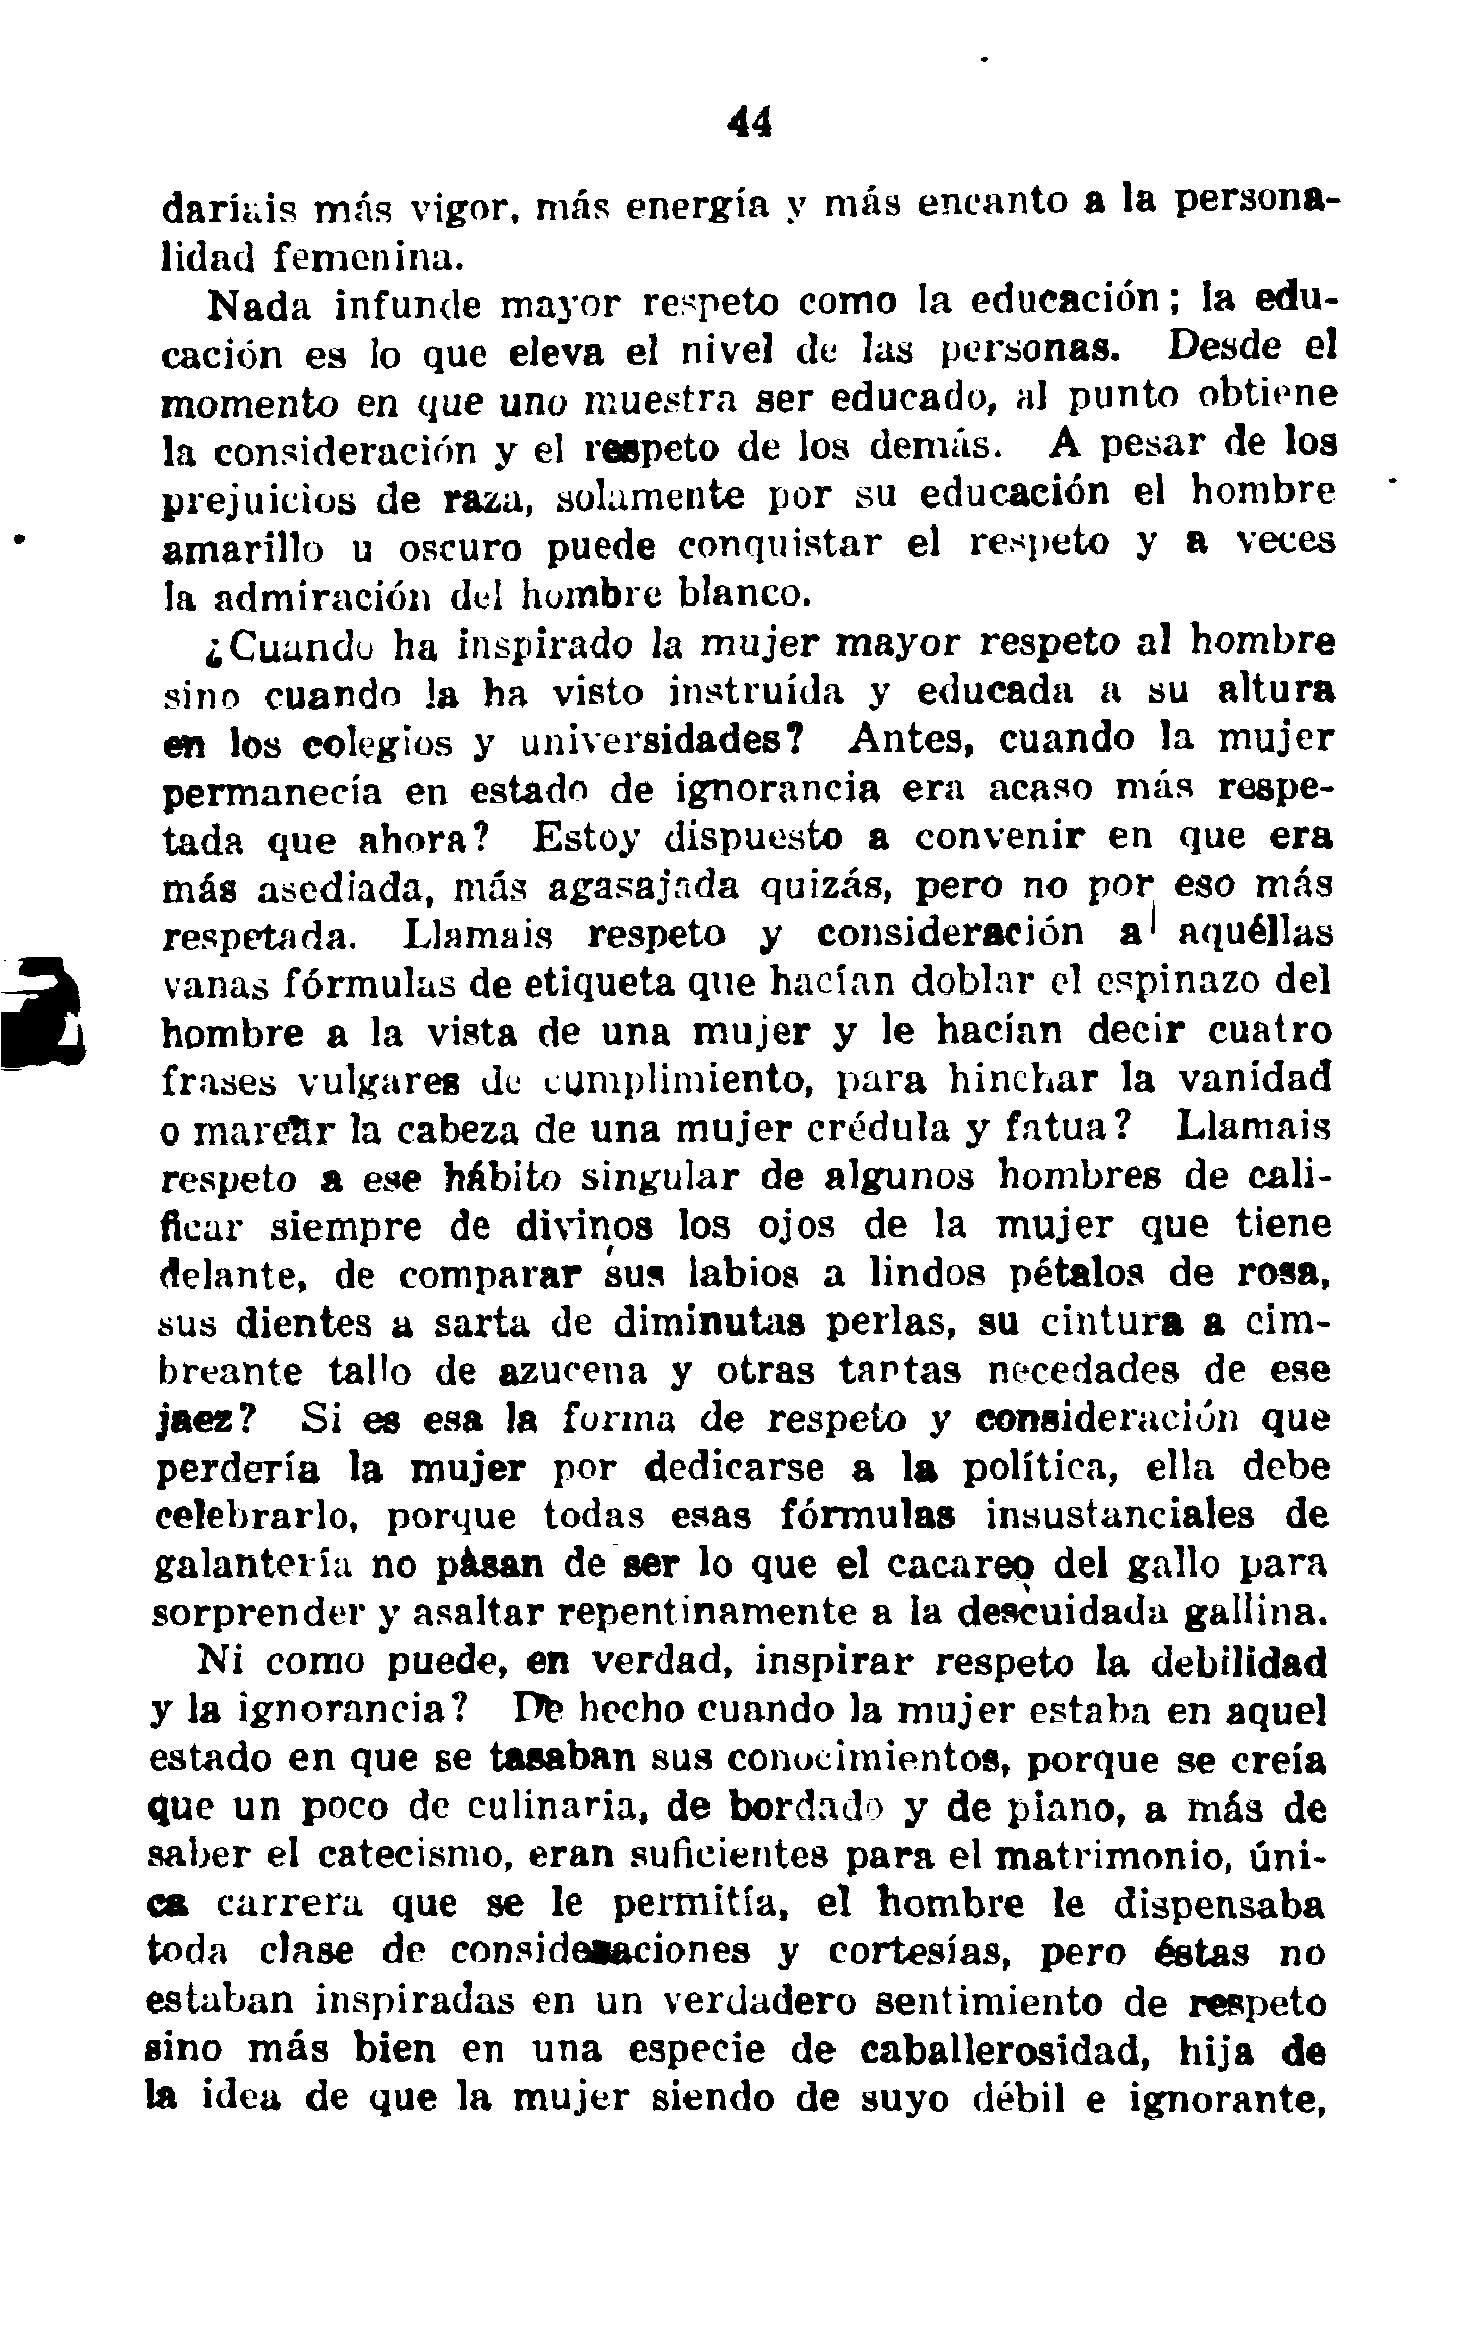 44
dariais más vigor, más energía y más encanto a la persona-
lidad femenina.
Nada infunde mayor respeto como la educación; la edu-
cación es lo que eleva el nivel de las personas. Desde el
momento en que uno muestra ser educado, al punto obtiene
la consideración y el respeto de los demás. A pesar de los
prejuicios de raza, solamente por su educación el hombre
amarillo u oscuro puede conquistar el respeto y a veces
la admiración del hombre blanco.
¿Cuando ha inspirado la mujer mayor respeto al hombre
sino cuando la ha visto instruída y educada a su altura
en los colegios y universidades? Antes, cuando la mujer
permanecía en estado de ignorancia era acaso más respe-
tada que ahora? Estoy dispuesto a convenir en que era
más asediada, más agasajada quizás, pero no por eso más
respetada. Llamais respeto y consideración a aquéllas
vanas fórmulas de etiqueta que hacían doblar el espinazo del
hombre a la vista de una mujer y le hacían decir cuatro
frases vulgares de cumplimiento, para hinchar la vanidad
o marear la cabeza de una mujer crédula y fatua? Llamais
respeto a ese hábito singular de algunos hombres de cali-
ficar siempre de divinos los ojos de la mujer que tiene
delante, de comparar sus labios a lindos pétalos de rosa,
sus dientes a sarta de diminutas perlas, su cintura a cim-
breante tallo de azucena y otras tantas necedades de ese
jaez? Si es esa la forma de respeto y consideración que
perdería la mujer por dedicarse a la política, ella debe
celebrarlo, porque todas esas fórmulas insustanciales de
galantería no pasan de ser lo que el cacareo del gallo para
sorprender y asaltar repentinamente a la descuidada gallina.
Ni como puede, en verdad, inspirar respeto la debilidad
y la ignorancia? De hecho cuando la mujer estaba en aquel
estado en que se tasaban sus conocimientos, porque se creía
que un poco de culinaria, de bordado y de piano, a más de
saber el catecismo, eran suficientes para el matrimonio, úni-
ca carrera que se le permitía, el hombre le dispensaba
toda clase de consideraciones y cortesías, pero éstas no
estaban inspiradas en un verdadero sentimiento de respeto
sino más bien en una especie de caballerosidad, hija de
la idea de que la mujer siendo de suyo débil e ignorante,